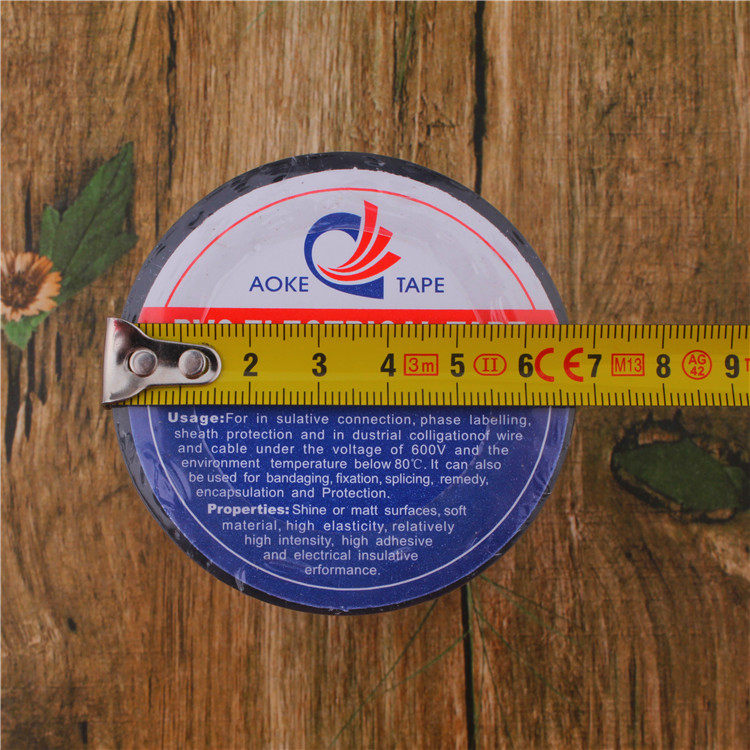 AOKE TAPE
PVC ELECTRICAL TAPE
2 3 4 3m 5 II 6 CE 7 M13 8 AG 42 9
Usage:For in sulative connection, phase labelling,
sheath protection and in dustrial colligationof wire
and cable under the voltage of 600V and the
environment temperature below 80℃. It can also
be used for bandaging, fixation, splicing, remedy,
encapsulation and Protection.
Properties: Shine or matt surfaces, soft
material, high elasticity, relatively
high intensity, high adhesive
and electrical insulative
erformance.